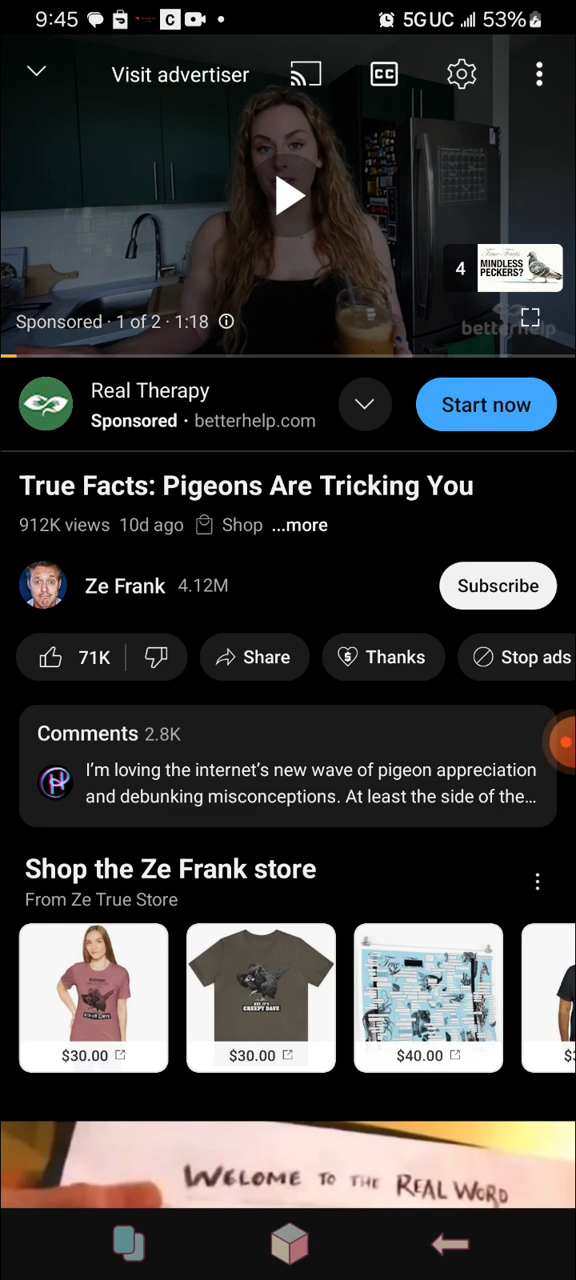 9:45 C 5G UC 53%
Visit advertiser CC
4
True Facts
MINDLESS
PECKERS?
Sponsored · 1 of 2 · 1:18
betterhelp
Real Therapy
Sponsored · betterhelp.com
Start now
True Facts: Pigeons Are Tricking You
912K views 10d ago Shop ...more
Ze Frank 4.12M
Subscribe
71K Share Thanks Stop ads
Comments 2.8K
I'm loving the internet's new wave of pigeon appreciation
and debunking misconceptions. At least the side of the...
Shop the Ze Frank store
From Ze True Store
CREEPY DAVE
$30.00 $30.00 $40.00
WELOME TO THE REAL WORD